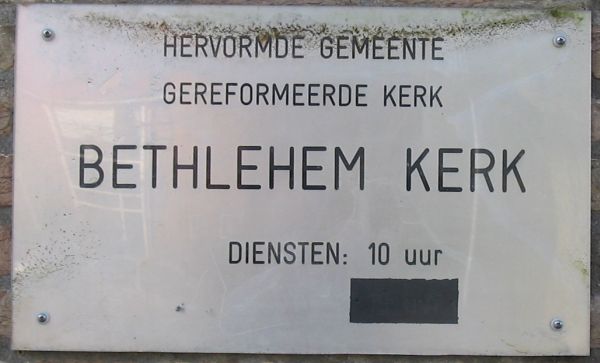 HERVORMDE GEMEENTE
GEREFORMEERDE KERK
BETHLEHEM KERK
DIENSTEN: 10 uur